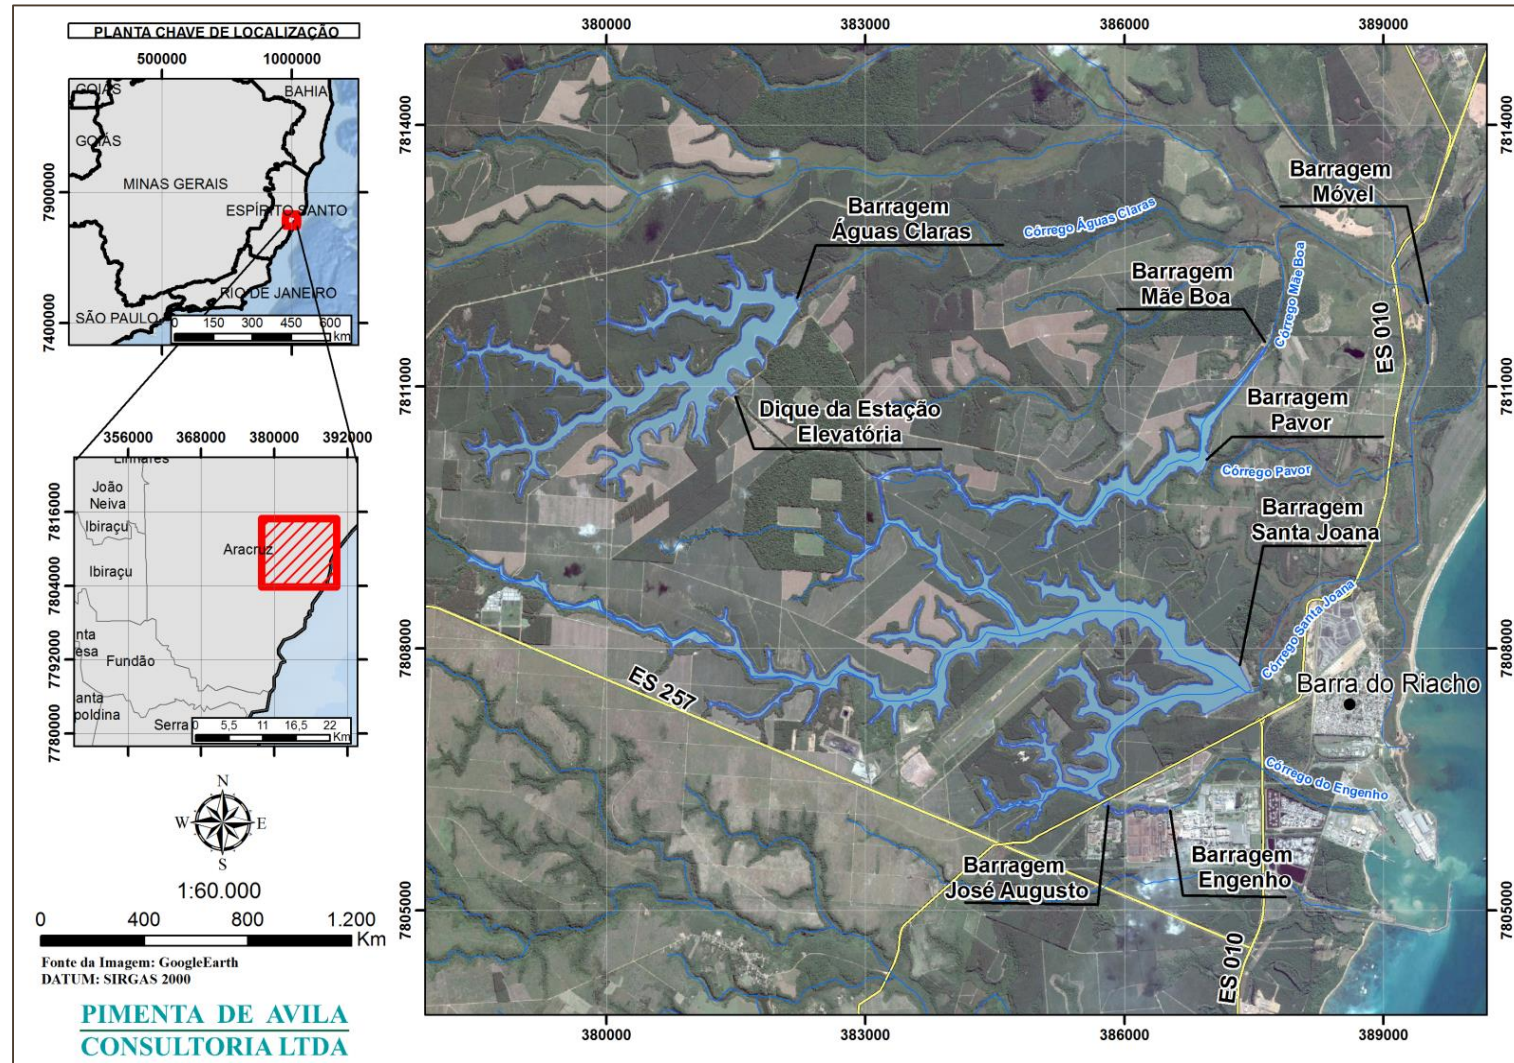 PLANTA CHAVE DE LOCALIZAÇÃO
500000 1000000
GOIÁS
BAHIA
GOIÁS
MINAS GERAIS
ESPÍRITO SANTO
RIO DE JANEIRO
SÃO PAULO
7900000
7400000
0 150 300 450 600
Km
356000 368000 380000 392000
Linhares
João
Neiva
Ibiraçu
Aracruz
Ibiraçu
nta
esa
Fundão
anta
poldina
Serra
7816000
7804000
7792000
7780000
0 5,5 11 16,5 22
Km
N
W E
S
1:60.000
0 400 800 1.200
Km
Fonte da Imagem: GoogleEarth
DATUM: SIRGAS 2000
PIMENTA DE AVILA
CONSULTORIA LTDA
380000 383000 386000 389000
7814000 7814000
Barragem
Móvel
Barragem
Águas Claras
Córrego Águas Claras
Barragem
Mãe Boa
Córrego Mãe Boa
ES 010
7811000 7811000
Dique da Estação
Elevatória
Barragem
Pavor
Córrego Pavor
Barragem
Santa Joana
Córrego Santa Joana
7808000 7808000
ES 257
Barra do Riacho
Córrego do Engenho
Barragem
José Augusto
Barragem
Engenho
7805000 7805000
ES 010
380000 383000 386000 389000